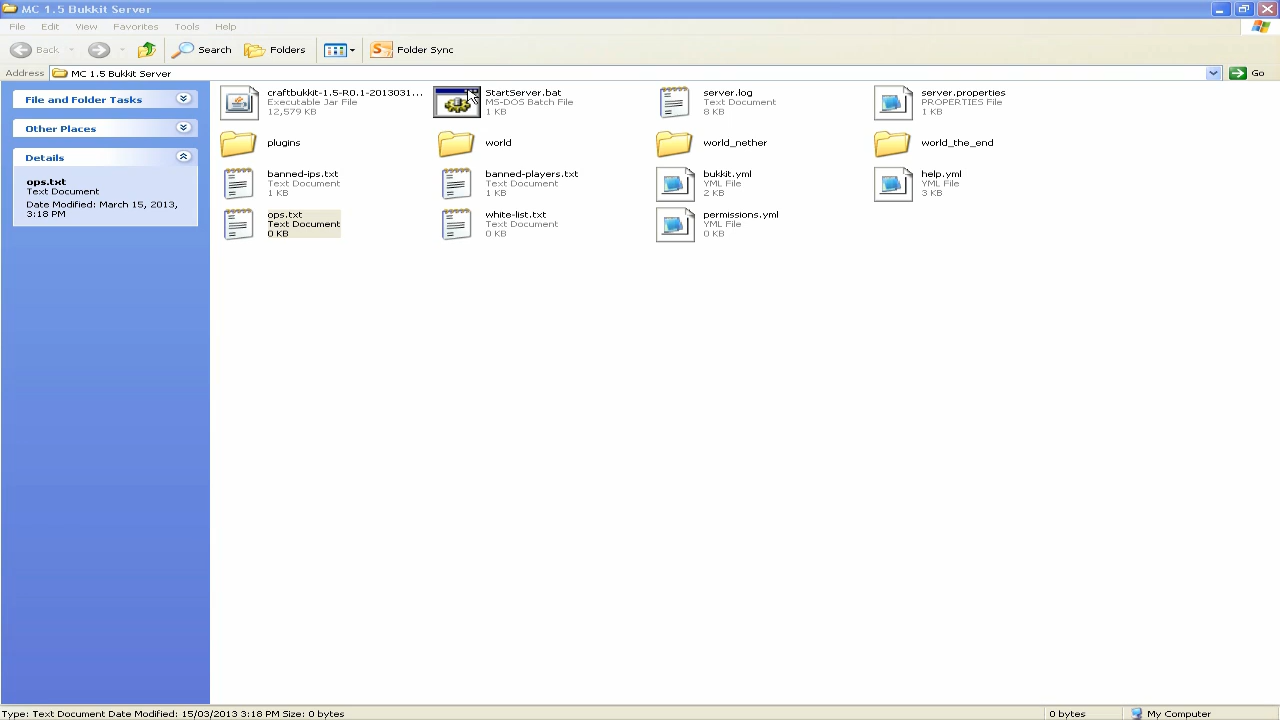 MC 1.5 Bukkit Server
File Edit View Favorites Tools Help
Back Search Folders Folder Sync
Address MC 1.5 Bukkit Server Go
File and Folder Tasks
Other Places
Details
ops.txt
Text Document
Date Modified: March 15, 2013,
3:18 PM
craftbukkit-1.5-R0.1-2013031...
Executable Jar File
12,579 KB
StartServer.bat
MS-DOS Batch File
1 KB
server.log
Text Document
8 KB
server.properties
PROPERTIES File
1 KB
plugins
world
world_nether
world_the_end
banned-ips.txt
Text Document
1 KB
banned-players.txt
Text Document
1 KB
bukkit.yml
YML File
2 KB
help.yml
YML File
3 KB
ops.txt
Text Document
0 KB
white-list.txt
Text Document
0 KB
permissions.yml
YML File
0 KB
Type: Text Document Date Modified: 15/03/2013 3:18 PM Size: 0 bytes 0 bytes My Computer